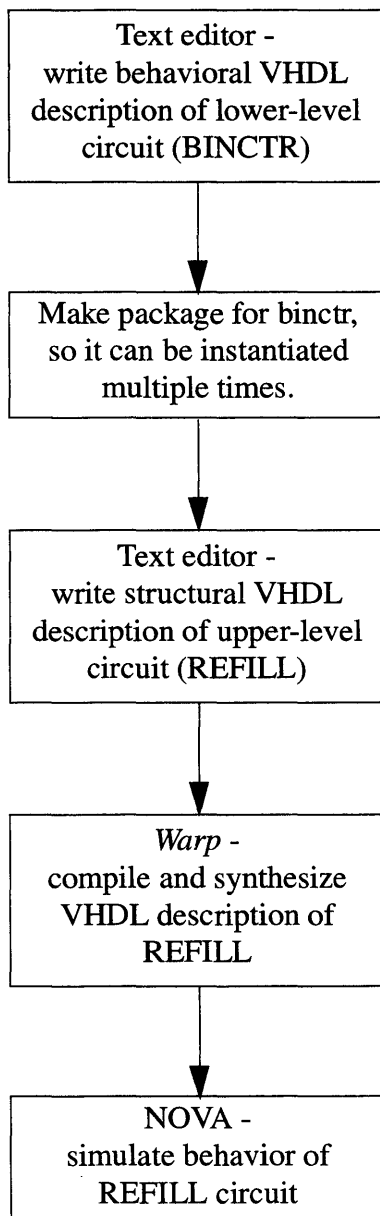 Text editor -
write behavioral VHDL
description of lower-level
circuit (BINCTR)
Make package for binctr,
so it can be instantiated
multiple times.
Text editor -
write structural VHDL
description of upper-level
circuit (REFILL)
Warp -
compile and synthesize
VHDL description of
REFILL
NOVA -
simulate behavior of
REFILL circuit